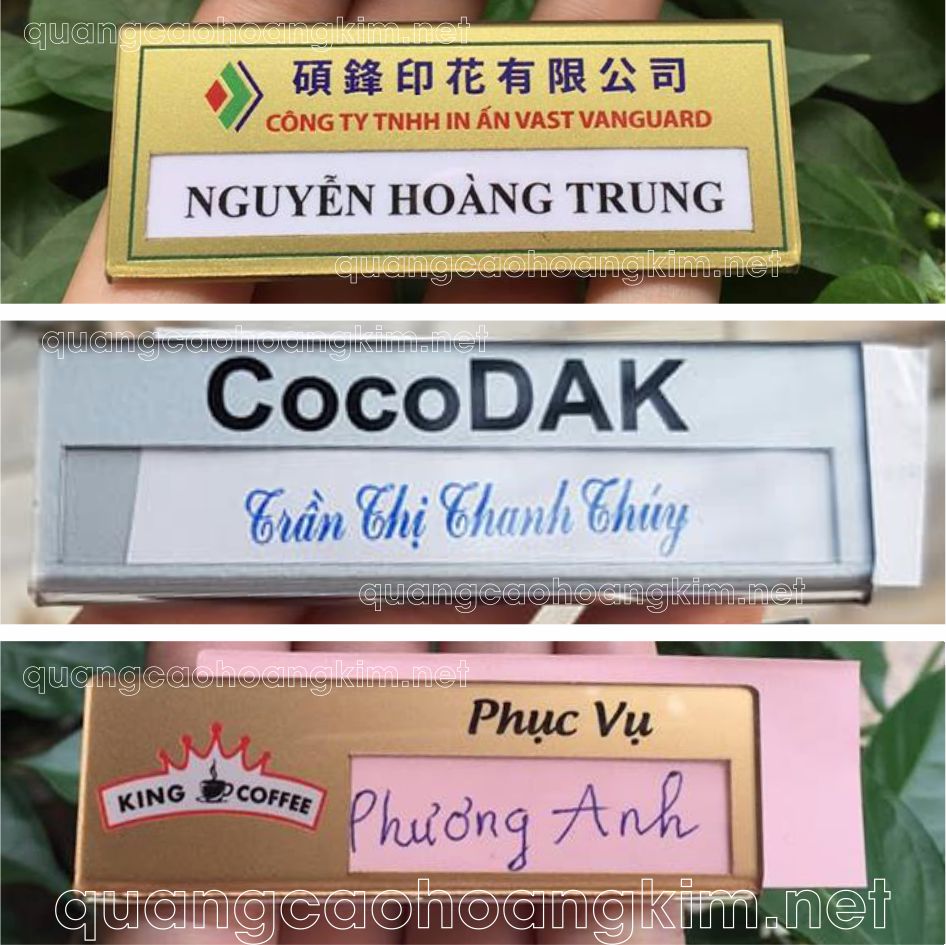 quangcaohoangkim.net
碩鋒印花有限公司
CÔNG TY TNHH IN ẤN VAST VANGUARD
NGUYỄN HOÀNG TRUNG
quangcaohoangkim.net
quangcaohoangkim.net
CocoDAK
Trần Thị Thanh Thúy
quangcaohoangkim.net
quangcaohoangkim.net
Phục Vụ
KING COFFEE
Phương Anh
quangcaohoangkim.net